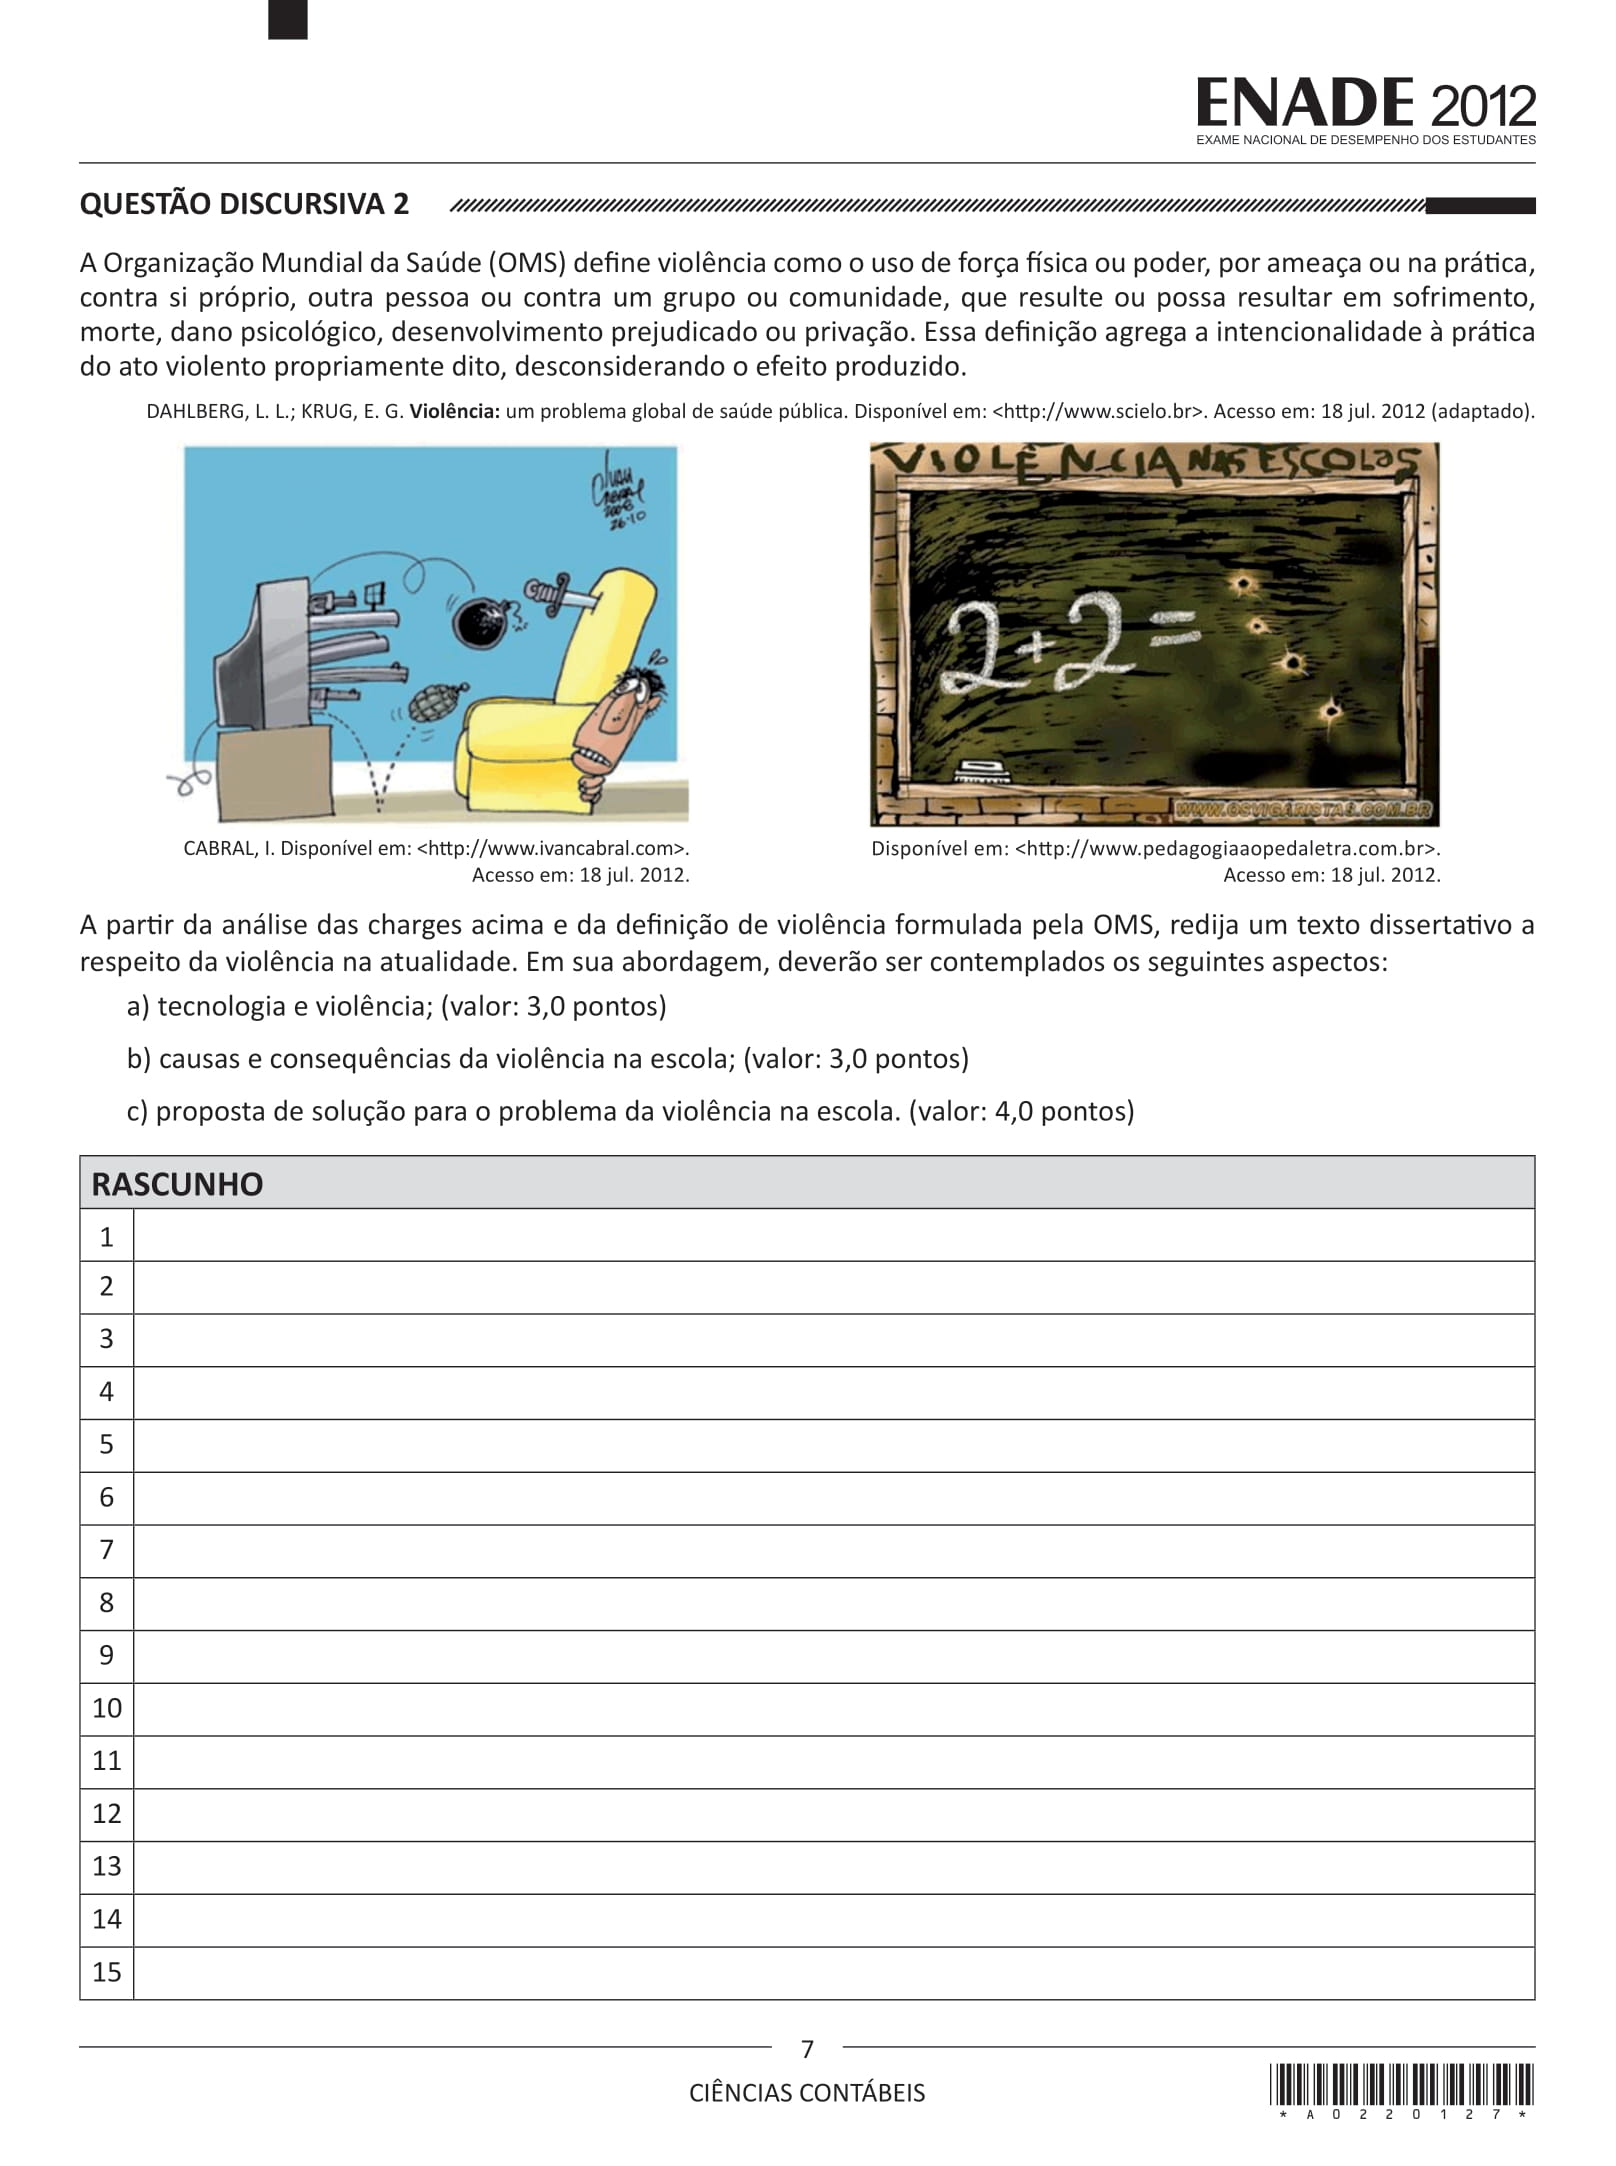 ENADE 2012
EXAME NACIONAL DE DESEMPENHO DOS ESTUDANTES
QUESTÃO DISCURSIVA 2
A Organização Mundial da Saúde (OMS) define violência como o uso de força física ou poder, por ameaça ou na prática,
contra si próprio, outra pessoa ou contra um grupo ou comunidade, que resulte ou possa resultar em sofrimento,
morte, dano psicológico, desenvolvimento prejudicado ou privação. Essa definição agrega a intencionalidade à prática
do ato violento propriamente dito, desconsiderando o efeito produzido.
DAHLBERG, L. L.; KRUG, E. G. Violência: um problema global de saúde pública. Disponível em: <http://www.scielo.br>. Acesso em: 18 jul. 2012 (adaptado).
Ivan
Cabral
2008
26-10
VIOLÊNCIA NAS ESCOLAS
2+2=
WWW.OSVIGARISTAS.COM.BR
CABRAL, I. Disponível em: <http://www.ivancabral.com>.
Acesso em: 18 jul. 2012.
Disponível em: <http://www.pedagogiaaopedaletra.com.br>.
Acesso em: 18 jul. 2012.
A partir da análise das charges acima e da definição de violência formulada pela OMS, redija um texto dissertativo a
respeito da violência na atualidade. Em sua abordagem, deverão ser contemplados os seguintes aspectos:
a) tecnologia e violência; (valor: 3,0 pontos)
b) causas e consequências da violência na escola; (valor: 3,0 pontos)
c) proposta de solução para o problema da violência na escola. (valor: 4,0 pontos)
RASCUNHO
1
2
3
4
5
6
7
8
9
10
11
12
13
14
15
7
CIÊNCIAS CONTÁBEIS
* A 0 2 2 0 1 2 7 *